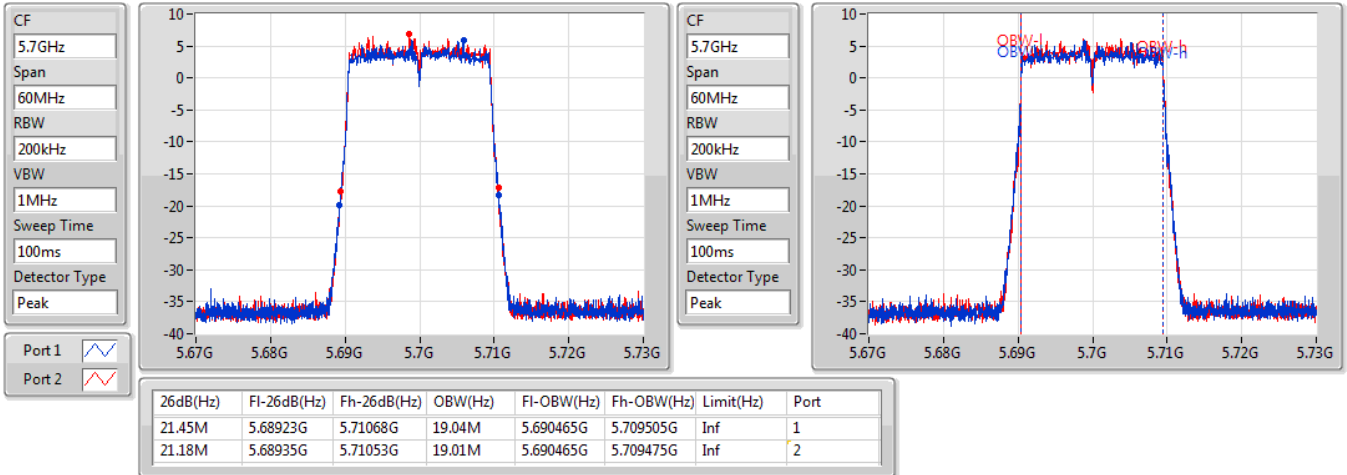 CF
5.7GHz
Span
60MHz
RBW
200kHz
VBW
1MHz
Sweep Time
100ms
Detector Type
Peak
Port 1
Port 2
10
5
0
-5
-10
-15
-20
-25
-30
-35
-40
5.67G 5.68G 5.69G 5.7G 5.71G 5.72G 5.73G
CF
5.7GHz
Span
60MHz
RBW
200kHz
VBW
1MHz
Sweep Time
100ms
Detector Type
Peak
10
5
0
-5
-10
-15
-20
-25
-30
-35
-40
OBW-l OBW-h
OBW-l OBW-h
5.67G 5.68G 5.69G 5.7G 5.71G 5.72G 5.73G
26dB(Hz) Fl-26dB(Hz) Fh-26dB(Hz) OBW(Hz) Fl-OBW(Hz) Fh-OBW(Hz) Limit(Hz) Port
21.45M 5.68923G 5.71068G 19.04M 5.690465G 5.709505G Inf 1
21.18M 5.68935G 5.71053G 19.01M 5.690465G 5.709475G Inf 2